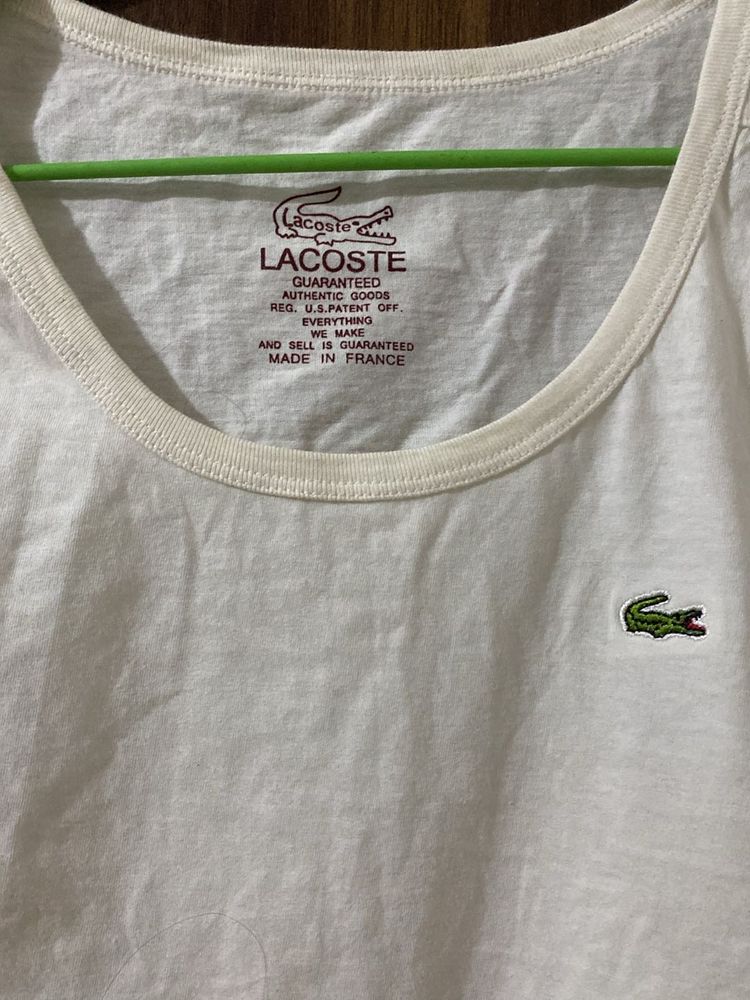 Lacoste
LACOSTE
GUARANTEED
AUTHENTIC GOODS
REG. U.S.PATENT OFF.
EVERYTHING
WE MAKE
AND SELL IS GUARANTEED
MADE IN FRANCE